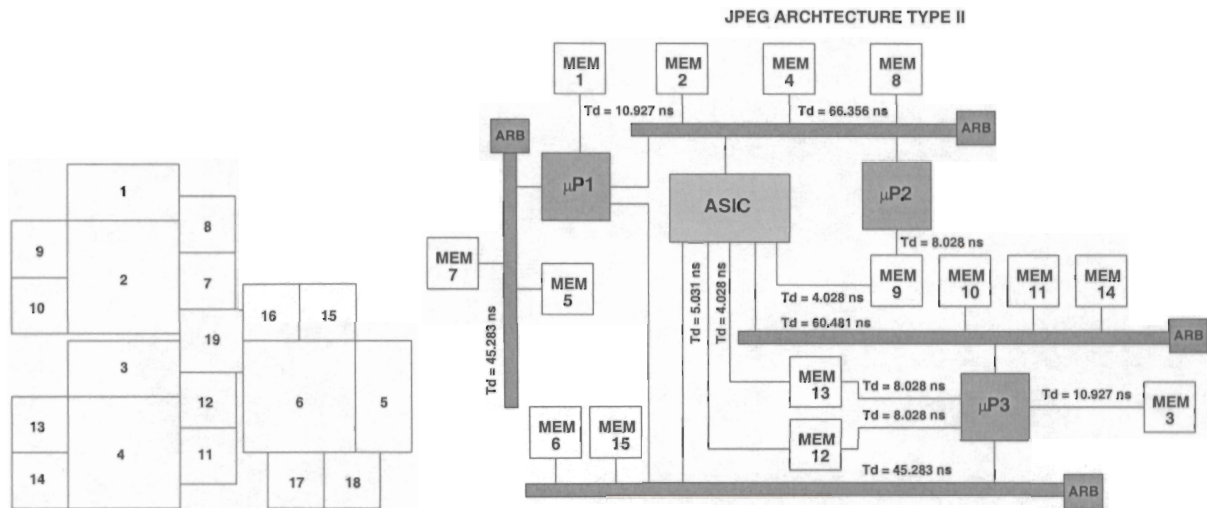 JPEG ARCHTECTURE TYPE II
MEM 1
MEM 2
MEM 4
MEM 8
Td = 10.927 ns
Td = 66.356 ns
ARB
ARB
μP1
ASIC
μP2
Td = 8.028 ns
MEM 7
MEM 5
MEM 9
MEM 10
MEM 11
MEM 14
Td = 45.283 ns
Td = 5.031 ns
Td = 4.028 ns
Td = 4.028 ns
Td = 60.481 ns
ARB
MEM 13
Td = 8.028 ns
μP3
Td = 10.927 ns
MEM 3
Td = 8.028 ns
MEM 12
MEM 6
MEM 15
Td = 45.283 ns
ARB
1
8
9
2
7
10
16
15
19
3
12
6
5
13
4
11
14
17
18